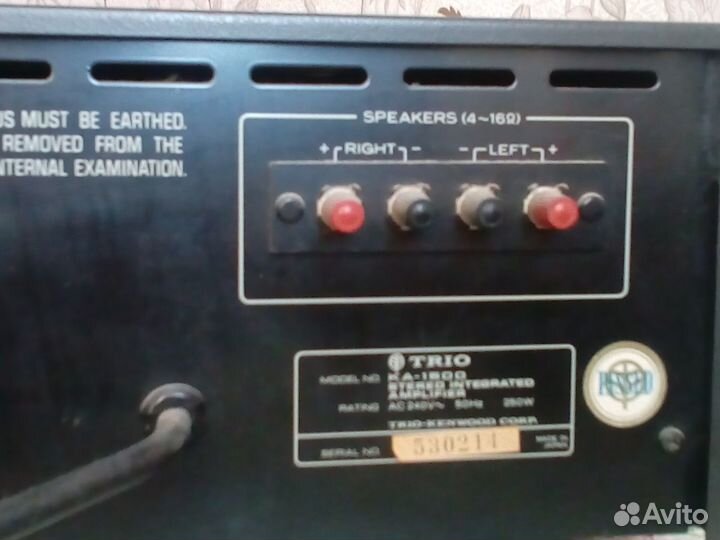 US MUST BE EARTHED.
REMOVED FROM THE
NTERNAL EXAMINATION.
SPEAKERS (4~16Ω)
+ RIGHT − − LEFT +
TRIO
MODEL NO. KA-1500
STEREO INTEGRATED
AMPLIFIER
RATING AC 240V~ 50Hz 250W
TRIO-KENWOOD CORP.
SERIAL NO. 530214 MADE IN
JAPAN
Avito